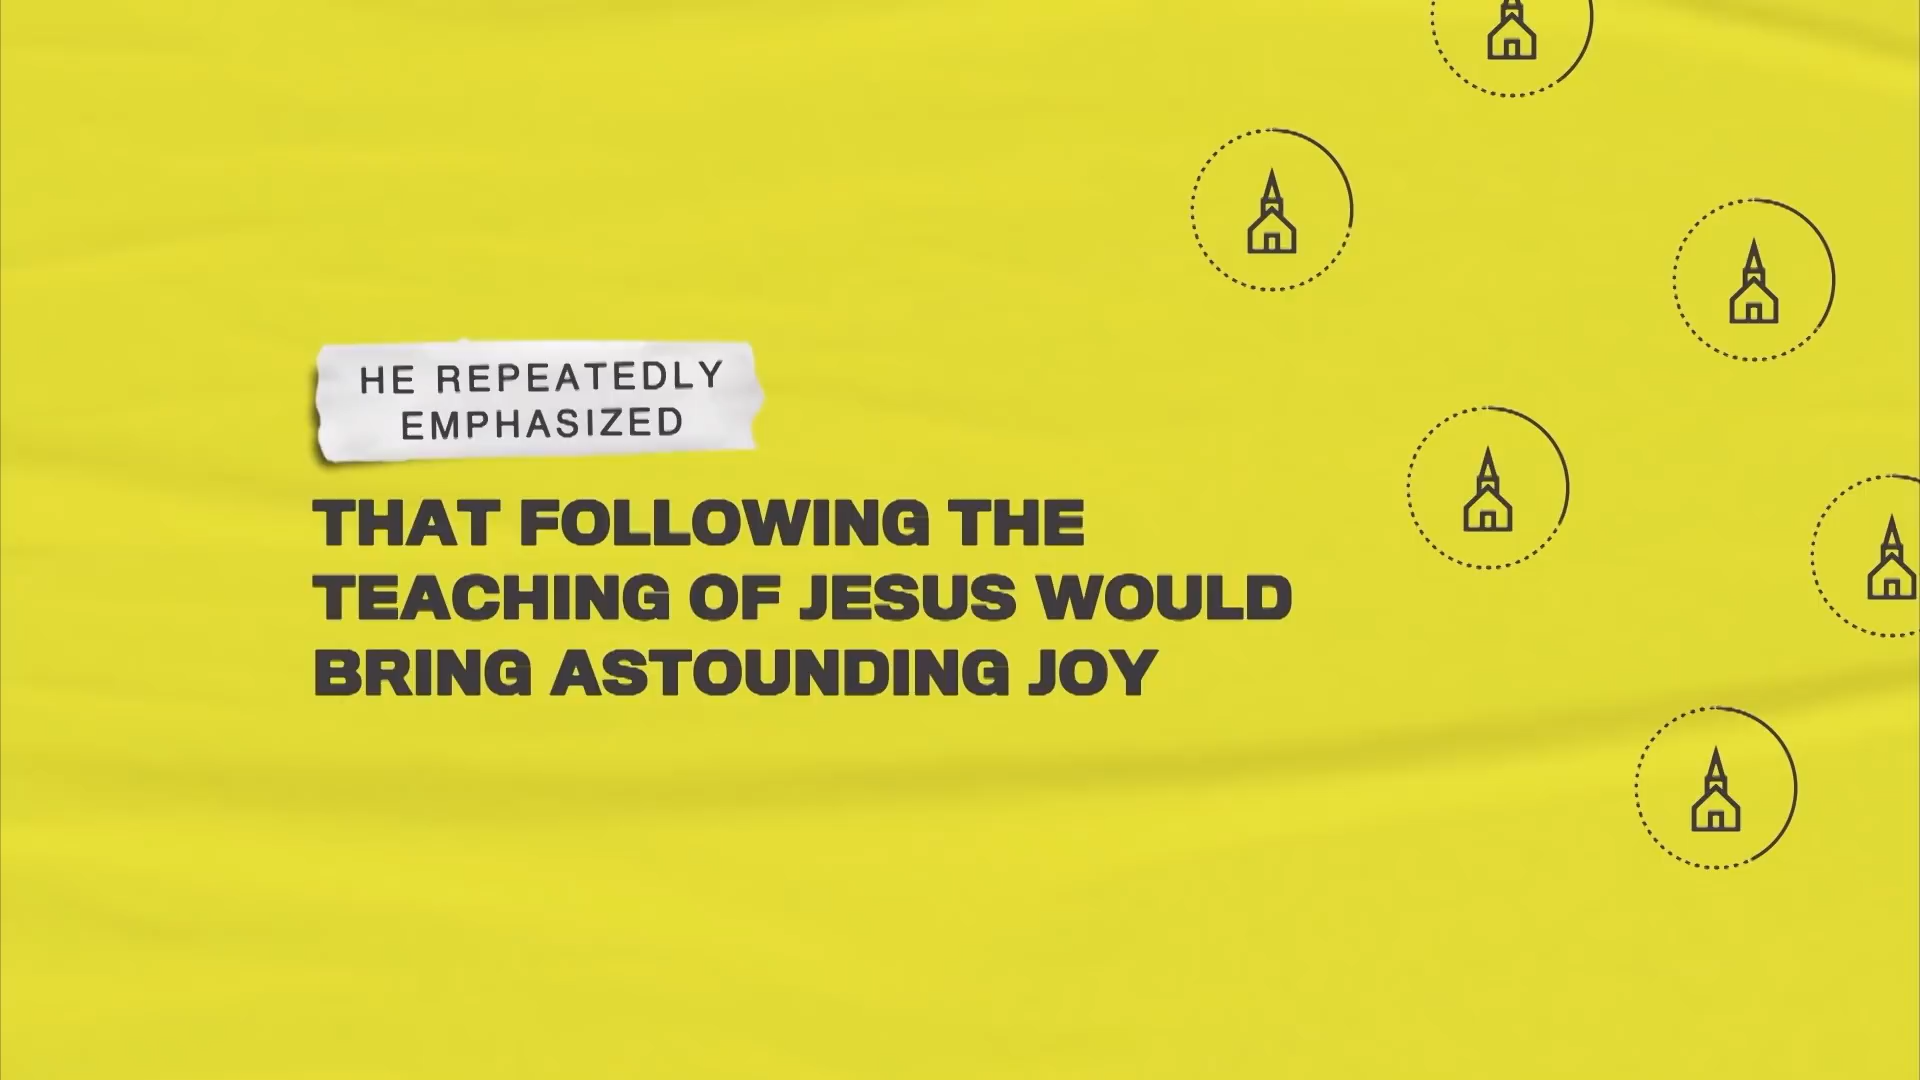 HE REPEATEDLY
EMPHASIZED
THAT FOLLOWING THE
TEACHING OF JESUS WOULD
BRING ASTOUNDING JOY